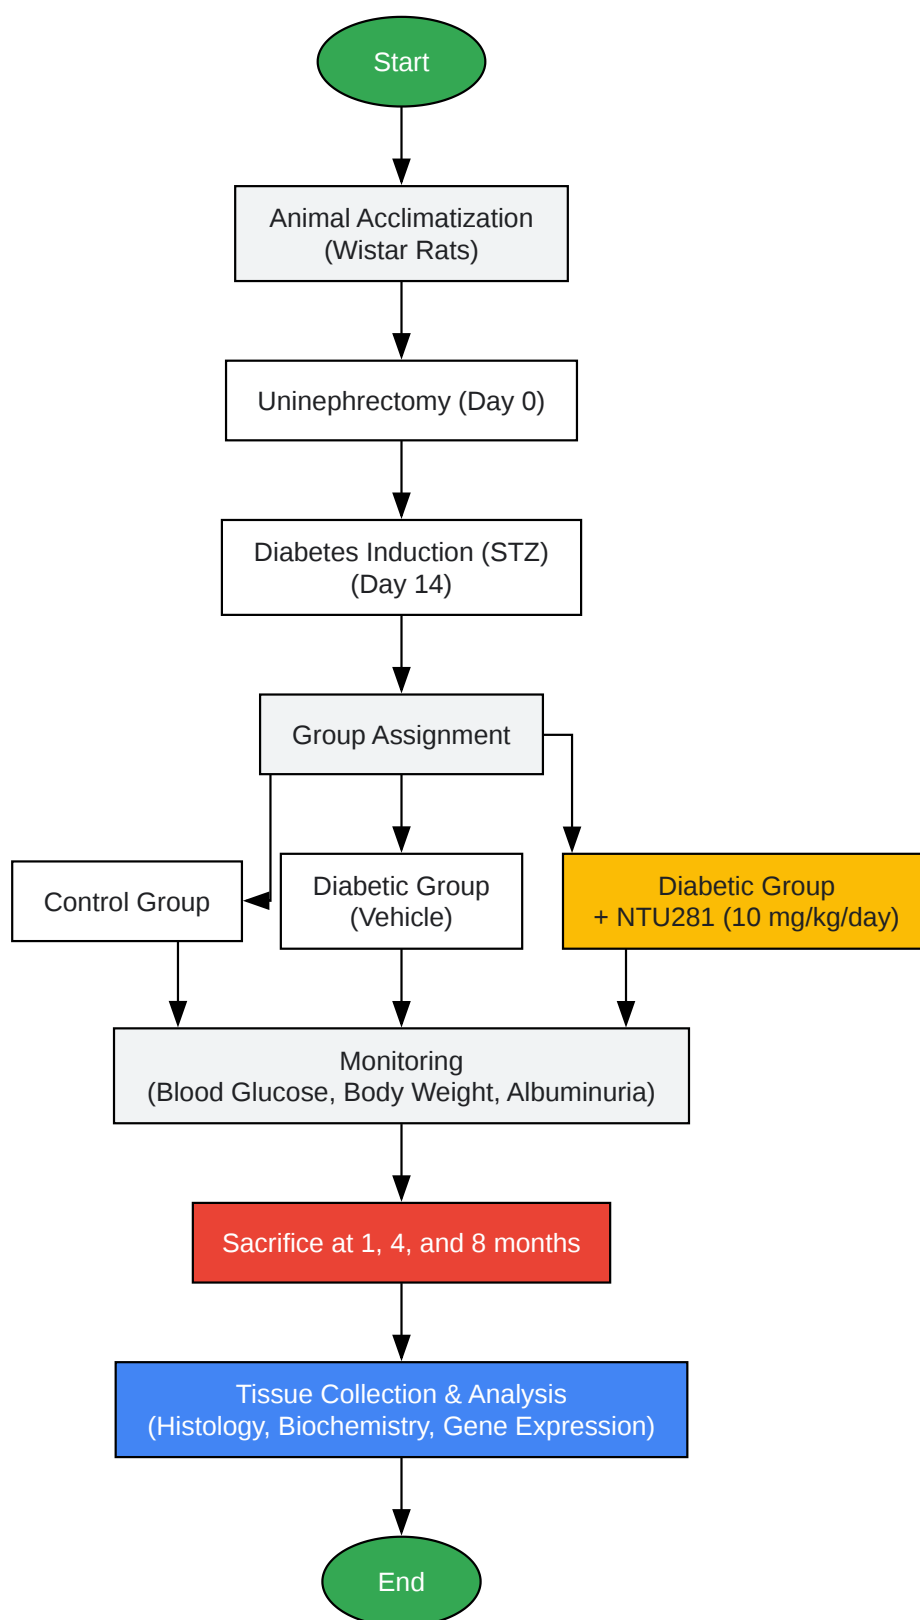 Start
Animal Acclimatization
(Wistar Rats)
Uninephrectomy (Day 0)
Diabetes Induction (STZ)
(Day 14)
Group Assignment
Control Group
Diabetic Group
(Vehicle)
Diabetic Group
+ NTU281 (10 mg/kg/day)
Monitoring
(Blood Glucose, Body Weight, Albuminuria)
Sacrifice at 1, 4, and 8 months
Tissue Collection & Analysis
(Histology, Biochemistry, Gene Expression)
End